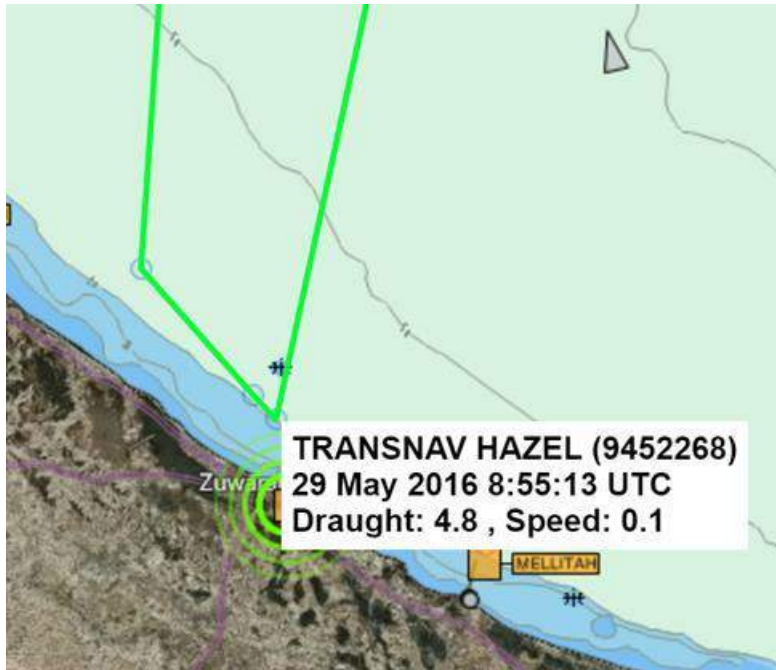 TRANSNAV HAZEL (9452268)
29 May 2016 8:55:13 UTC
Draught: 4.8 , Speed: 0.1
MELLITAH